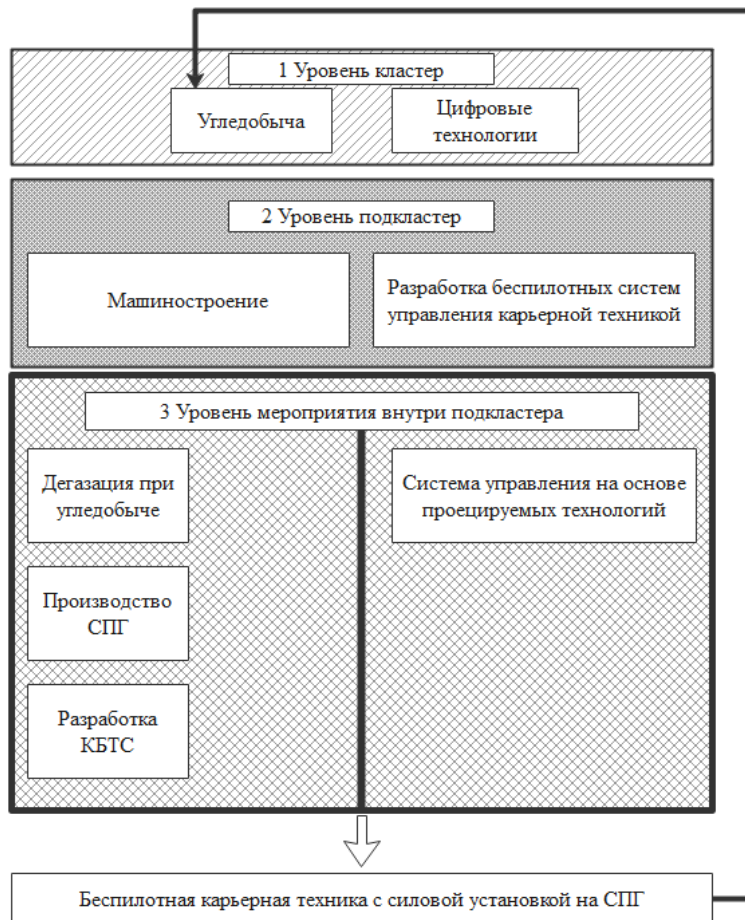 1 Уровень кластер
Угледобыча
Цифровые
технологии
2 Уровень подкластер
Машиностроение
Разработка беспилотных систем
управления карьерной техникой
3 Уровень мероприятия внутри подкластера
Дегазация при
угледобыче
Система управления на основе
проецируемых технологий
Производство
СПГ
Разработка
КБТС
Беспилотная карьерная техника с силовой установкой на СПГ